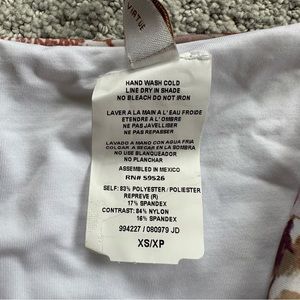 VIRTUE
HAND WASH COLD
LINE DRY IN SHADE
NO BLEACH DO NOT IRON
LAVER A LA MAIN A L'EAU FROIDE
ETENDRE A L' OMBRE
NE PAS JAVELLISER
NE PAS REPASSER
LAVADO A MANO CON AGUA FRIA
COLGAR A SEGAR EN LA SOMBRA
NO USAR BLANQUEADOR
NO PLANCHAR
ASSEMBLED IN MEXICO
RN# 59526
SELF: 83% POLYESTER / POLIESTER
REPREVE (R)
17% SPANDEX
CONTRAST: 84% NYLON
16% SPANDEX
994227 / 080979 JD
XS/XP